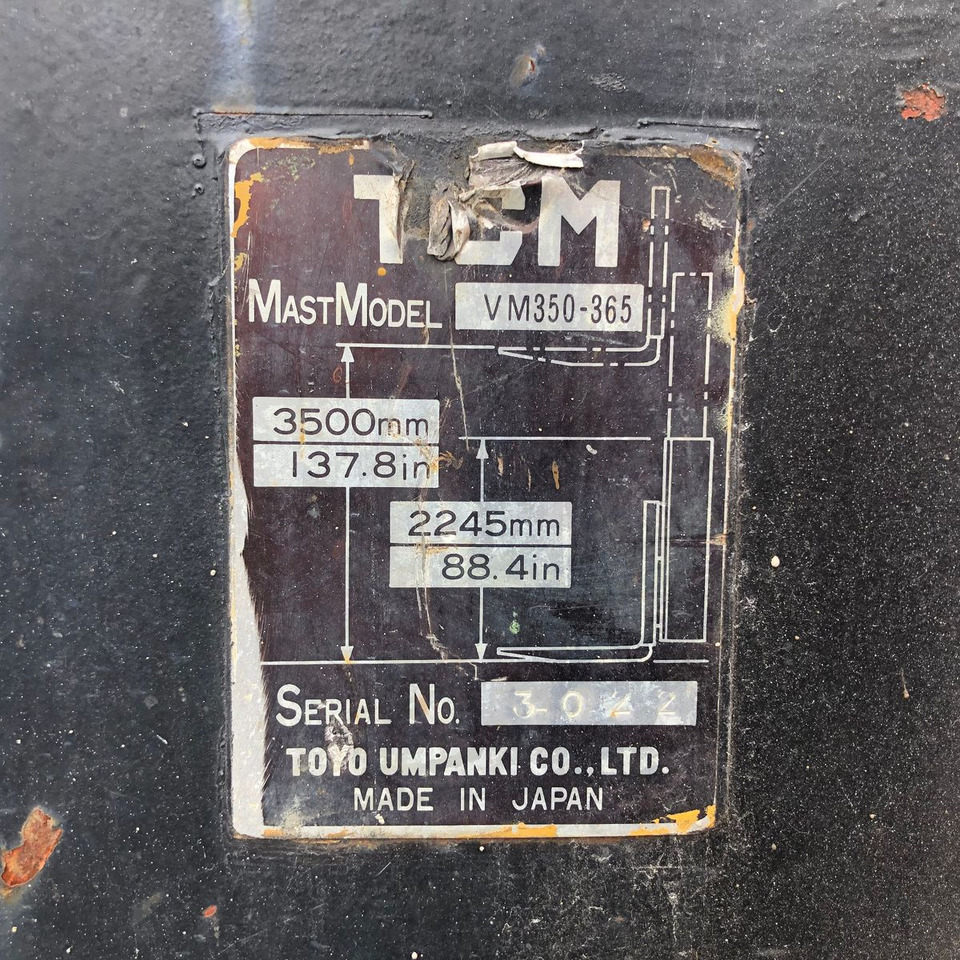 TCM
MAST MODEL VM350-365
3500mm
137.8in
2245mm
88.4in
SERIAL NO. 3042
TOYO UMPANKI CO.,LTD.
MADE IN JAPAN